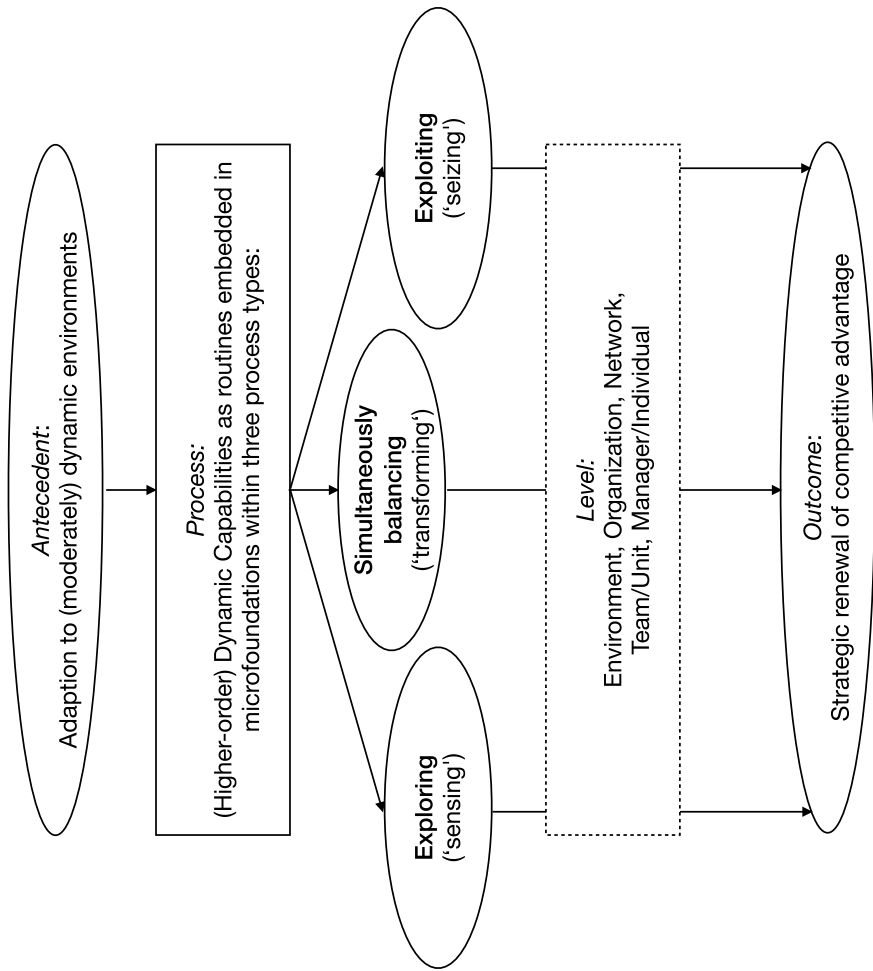 Antecedent:
Adaption to (moderately) dynamic environments
Process:
(Higher-order) Dynamic Capabilities as routines embedded in
microfoundations within three process types:
Exploring
(‘sensing')
Simultaneously
balancing
(‘transforming‘)
Exploiting
(‘seizing')
Level:
Environment, Organization, Network,
Team/Unit, Manager/Individual
Outcome:
Strategic renewal of competitive advantage